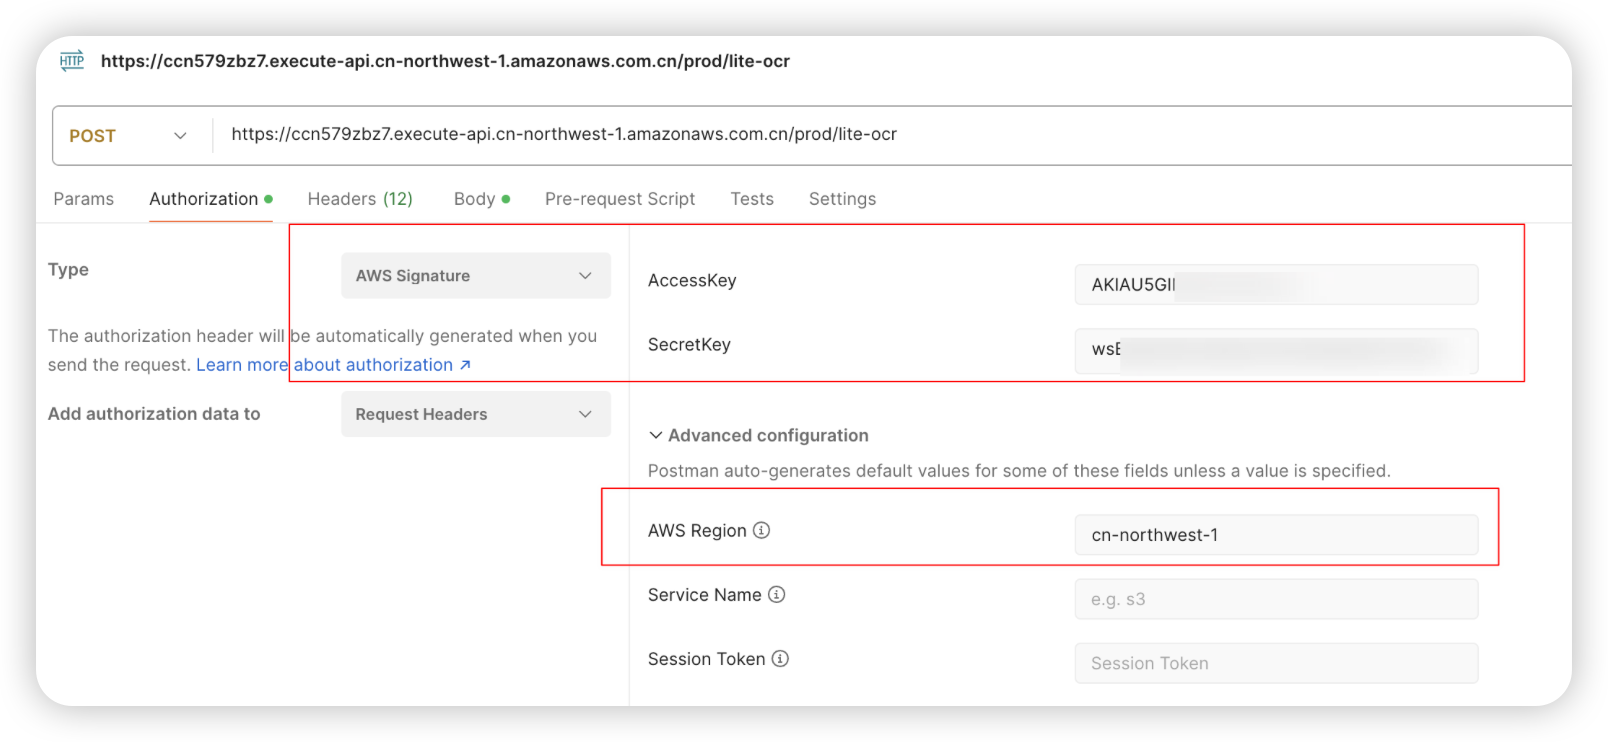 HTTP https://ccn579zbz7.execute-api.cn-northwest-1.amazonaws.com.cn/prod/lite-ocr
POST https://ccn579zbz7.execute-api.cn-northwest-1.amazonaws.com.cn/prod/lite-ocr
Params Authorization Headers (12) Body Pre-request Script Tests Settings
Type AWS Signature
The authorization header will be automatically generated when you
send the request. Learn more about authorization ↗
Add authorization data to Request Headers
AccessKey AKIAU5GI
SecretKey wsE
Advanced configuration
Postman auto-generates default values for some of these fields unless a value is specified.
AWS Region cn-northwest-1
Service Name e.g. s3
Session Token Session Token